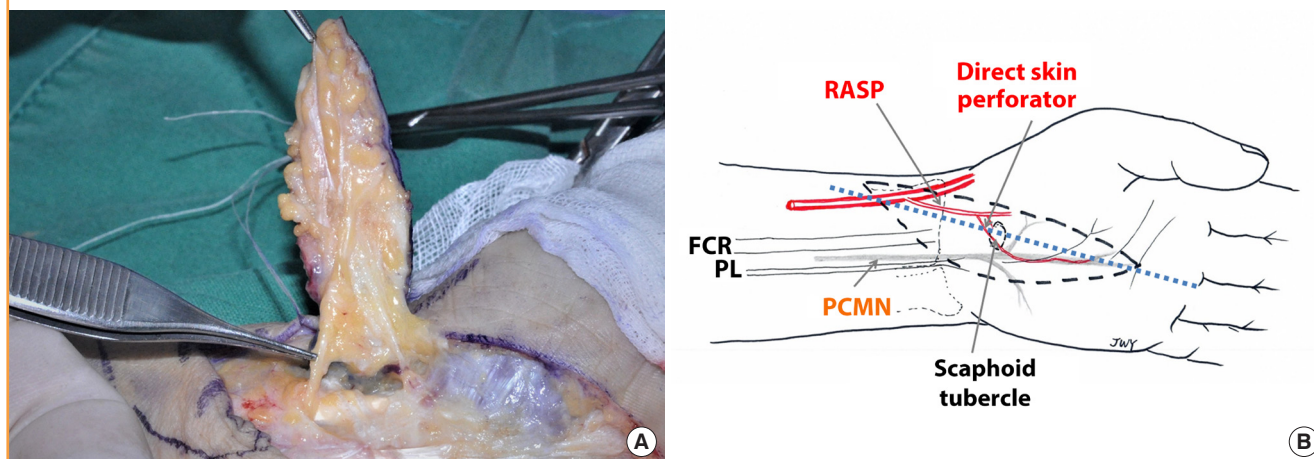 A
RASP
Direct skin
perforator
FCR
PL
PCMN
Scaphoid
tubercle
JWY
B